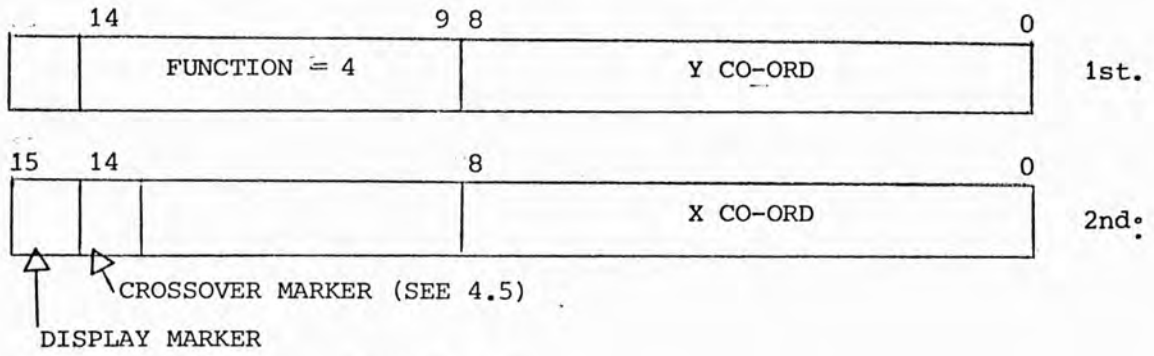 14 9 8 0
FUNCTION = 4 Y CO-ORD 1st.
15 14 8 0
X CO-ORD 2nd:
CROSSOVER MARKER (SEE 4.5)
DISPLAY MARKER